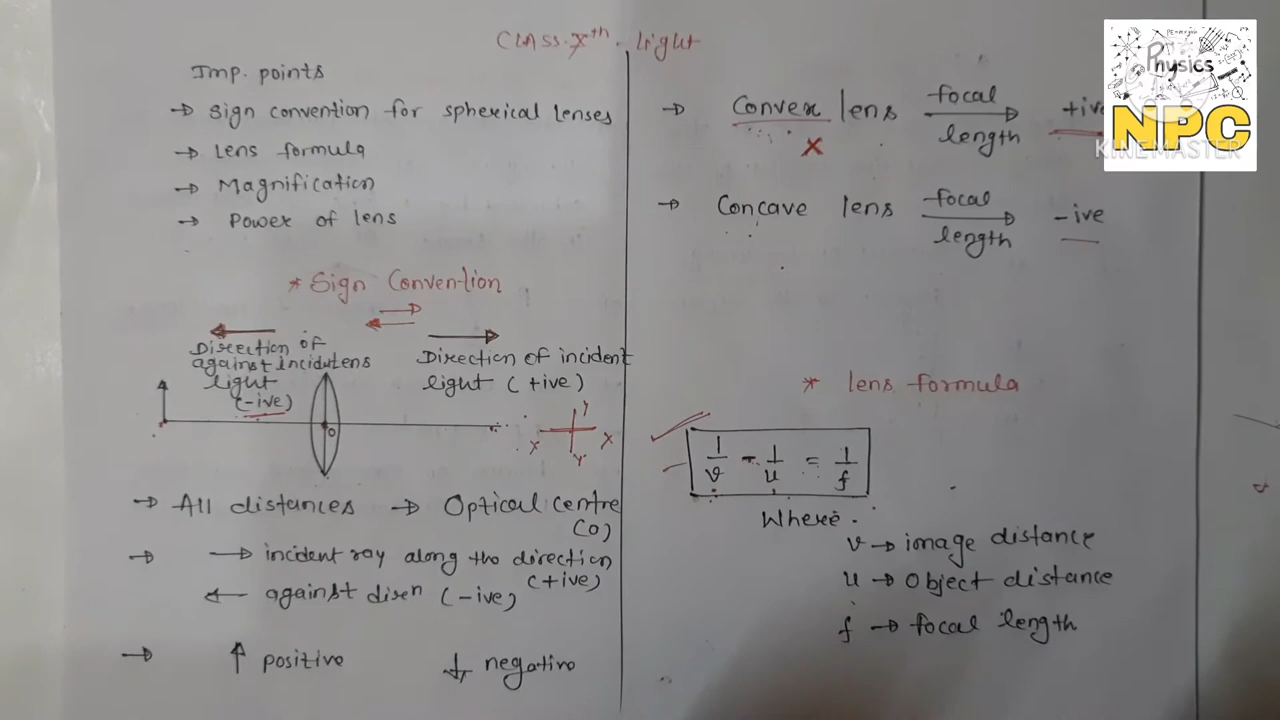 CLASS. Xth. Light
Imp. points
→ Sign convention for spherical lenses
→ Lens formula
→ Magnification
→ Power of lens
* Sign Convention
Direction of
against incident
light
(-ive)
lens
Direction of incident
light (+ive)
O
Y
X X
Y'
→ All distances → Optical centre
(O)
→ → incident ray along the direction
(+ive)
← against diren (-ive)
→ ↑ positive ↓ negative
→ Convex lens focal length → +ive
X
→ Concave lens focal length → -ive
* lens formula
1/v - 1/u = 1/f
Where.
v → image distance
u → Object distance
f → focal length
Physics
NPC
KINEMASTER